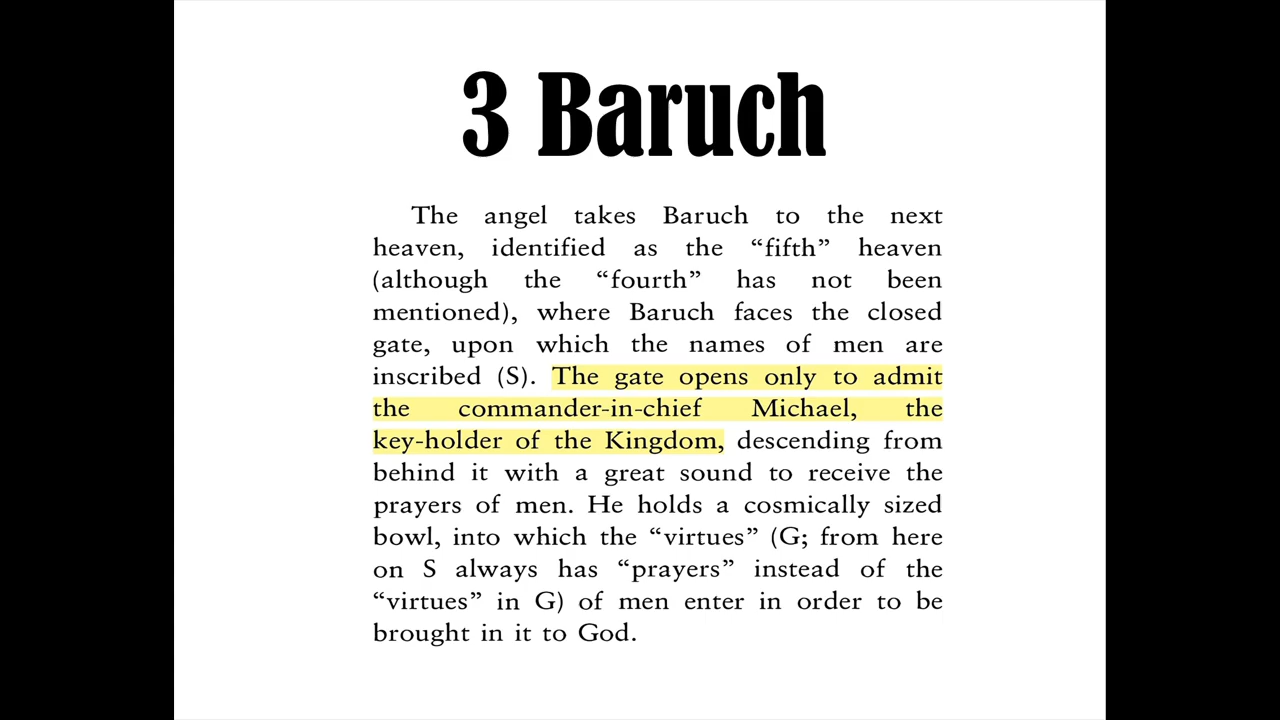 3 Baruch
The angel takes Baruch to the next
heaven, identified as the “fifth” heaven
(although the “fourth” has not been
mentioned), where Baruch faces the closed
gate, upon which the names of men are
inscribed (S). The gate opens only to admit
the commander-in-chief Michael, the
key-holder of the Kingdom, descending from
behind it with a great sound to receive the
prayers of men. He holds a cosmically sized
bowl, into which the “virtues” (G; from here
on S always has “prayers” instead of the
“virtues” in G) of men enter in order to be
brought in it to God.